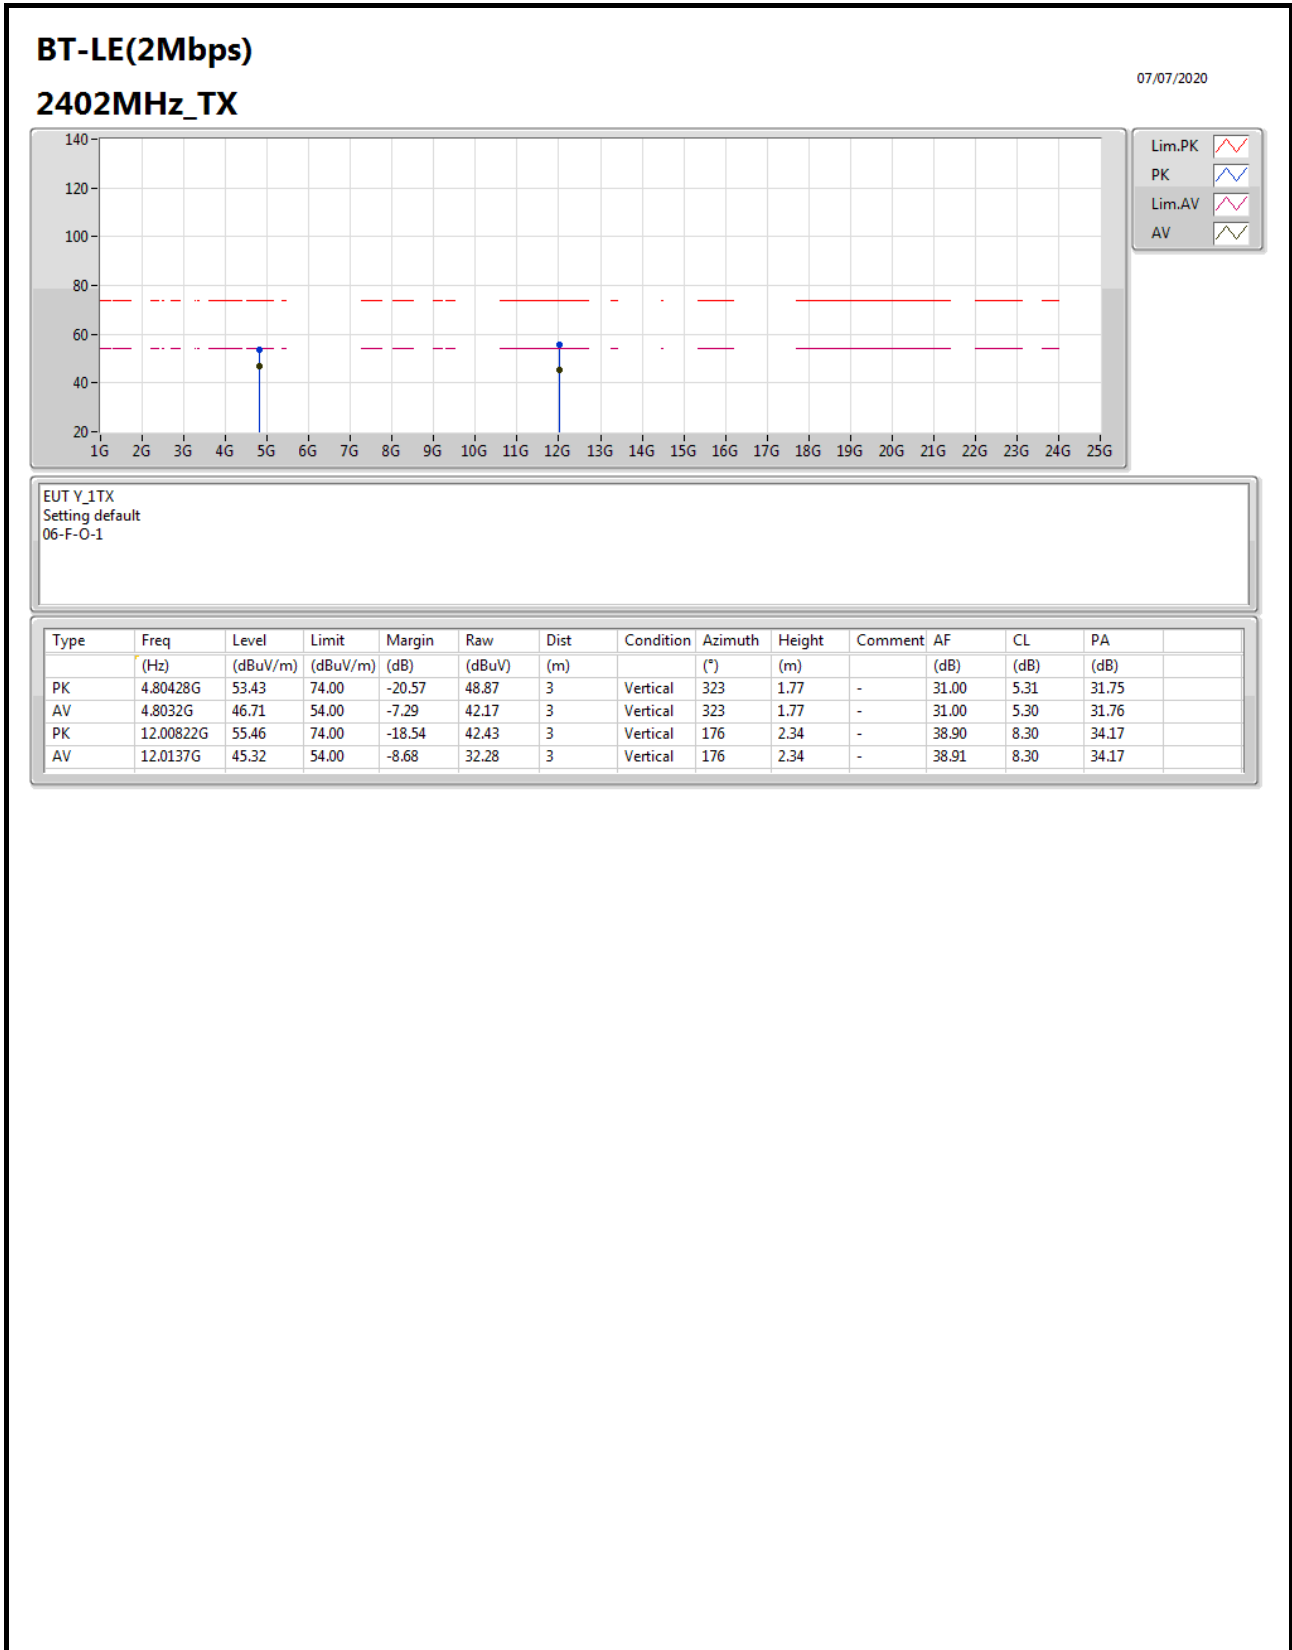 BT-LE(2Mbps)
07/07/2020
2402MHz_TX
140
120
100
80
60
40
20
1G 2G 3G 4G 5G 6G 7G 8G 9G 10G 11G 12G 13G 14G 15G 16G 17G 18G 19G 20G 21G 22G 23G 24G 25G
Lim.PK
PK
Lim.AV
AV
EUT Y_1TX
Setting default
06-F-O-1
Type Freq Level Limit Margin Raw Dist Condition Azimuth Height Comment AF CL PA
(Hz) (dBuV/m) (dBuV/m) (dB) (dBuV) (m) (°) (m) (dB) (dB) (dB)
PK 4.80428G 53.43 74.00 -20.57 48.87 3 Vertical 323 1.77 - 31.00 5.31 31.75
AV 4.8032G 46.71 54.00 -7.29 42.17 3 Vertical 323 1.77 - 31.00 5.30 31.76
PK 12.00822G 55.46 74.00 -18.54 42.43 3 Vertical 176 2.34 - 38.90 8.30 34.17
AV 12.0137G 45.32 54.00 -8.68 32.28 3 Vertical 176 2.34 - 38.91 8.30 34.17